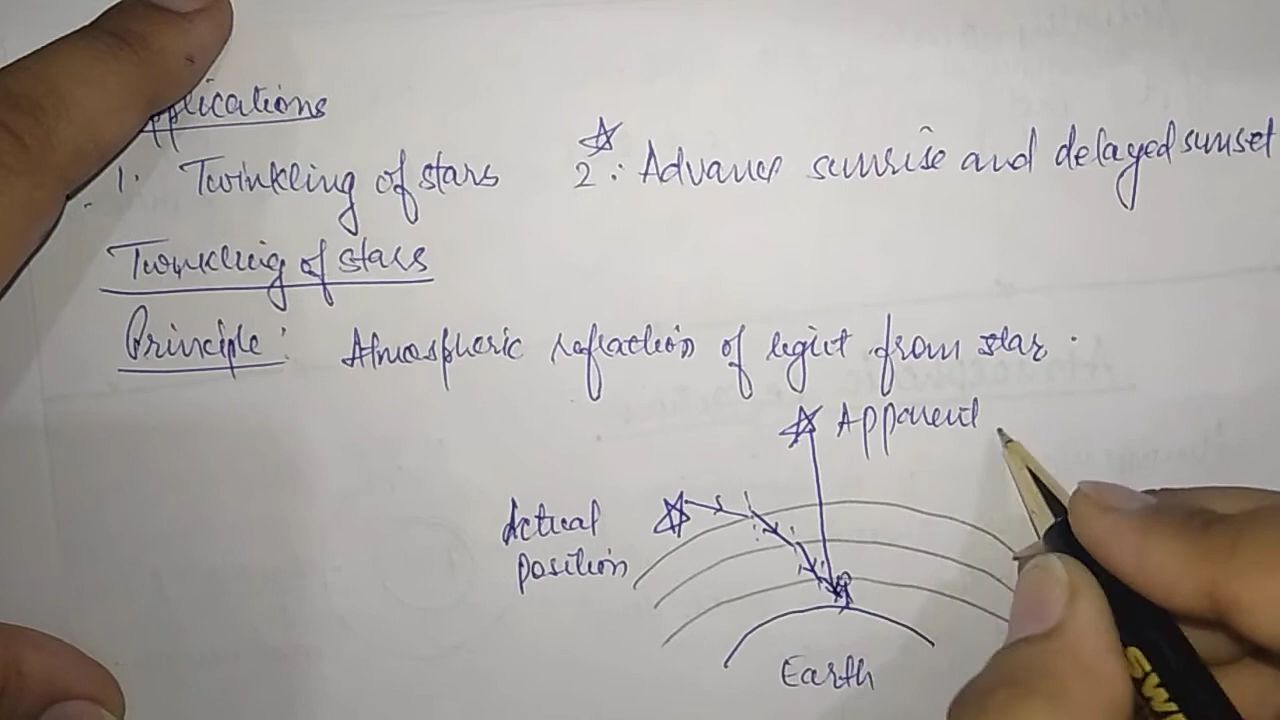 Applications
1. Twinkling of stars 2: Advance sunrise and delayed sunset
Twinkling of stars
Principle: Atmospheric refraction of light from star.
Apparent
Actual
position
Earth
SW